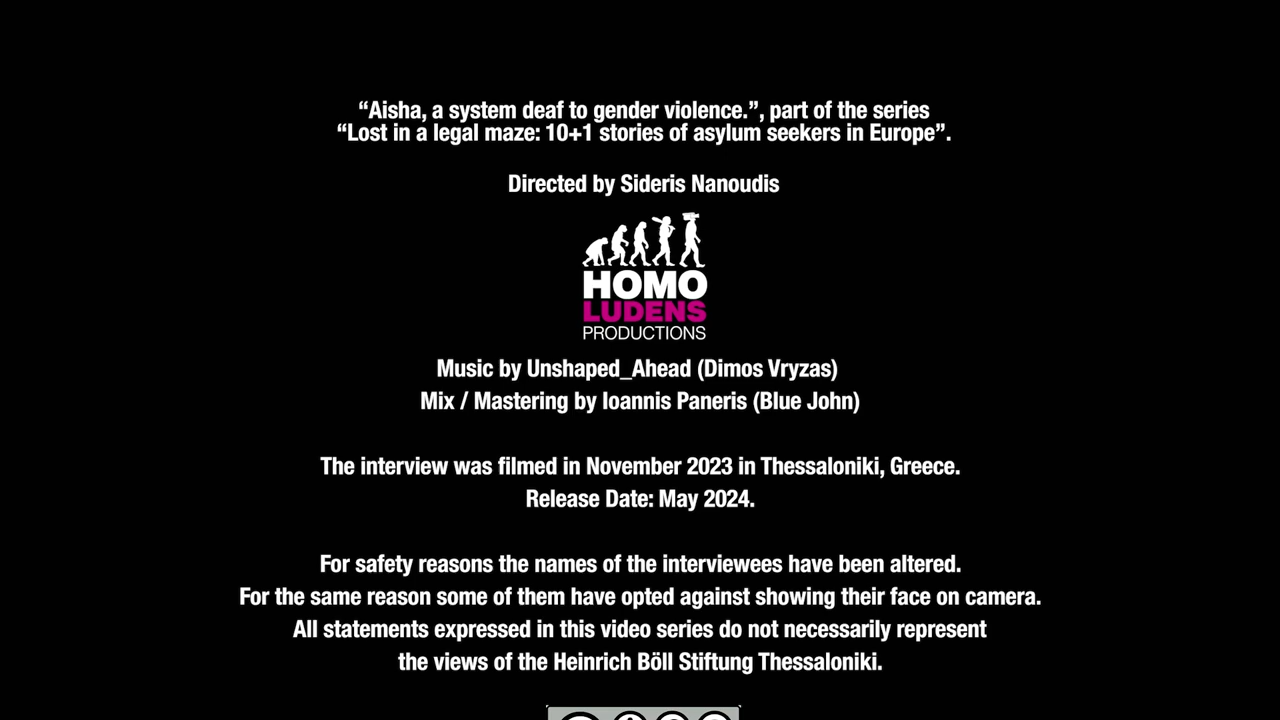 “Aisha, a system deaf to gender violence.”, part of the series
“Lost in a legal maze: 10+1 stories of asylum seekers in Europe”.
Directed by Sideris Nanoudis
HOMO
LUDENS
PRODUCTIONS
Music by Unshaped_Ahead (Dimos Vryzas)
Mix / Mastering by Ioannis Paneris (Blue John)
The interview was filmed in November 2023 in Thessaloniki, Greece.
Release Date: May 2024.
For safety reasons the names of the interviewees have been altered.
For the same reason some of them have opted against showing their face on camera.
All statements expressed in this video series do not necessarily represent
the views of the Heinrich Böll Stiftung Thessaloniki.